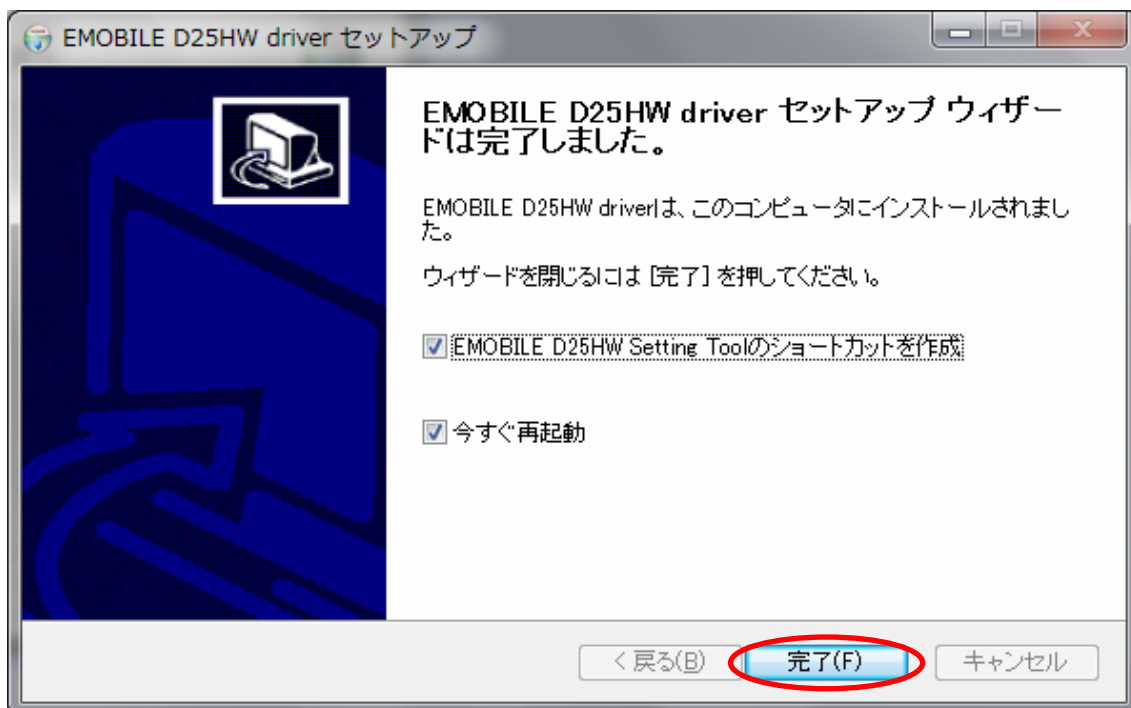 EMOBILE D25HW driver セットアップ
EMOBILE D25HW driver セットアップ ウィザー
ドは完了しました。
EMOBILE D25HW driverは、このコンピュータにインストールされまし
た。
ウィザードを閉じるには [完了] を押してください。
EMOBILE D25HW Setting Toolのショートカットを作成
今すぐ再起動
< 戻る(B)
完了(F)
キャンセル